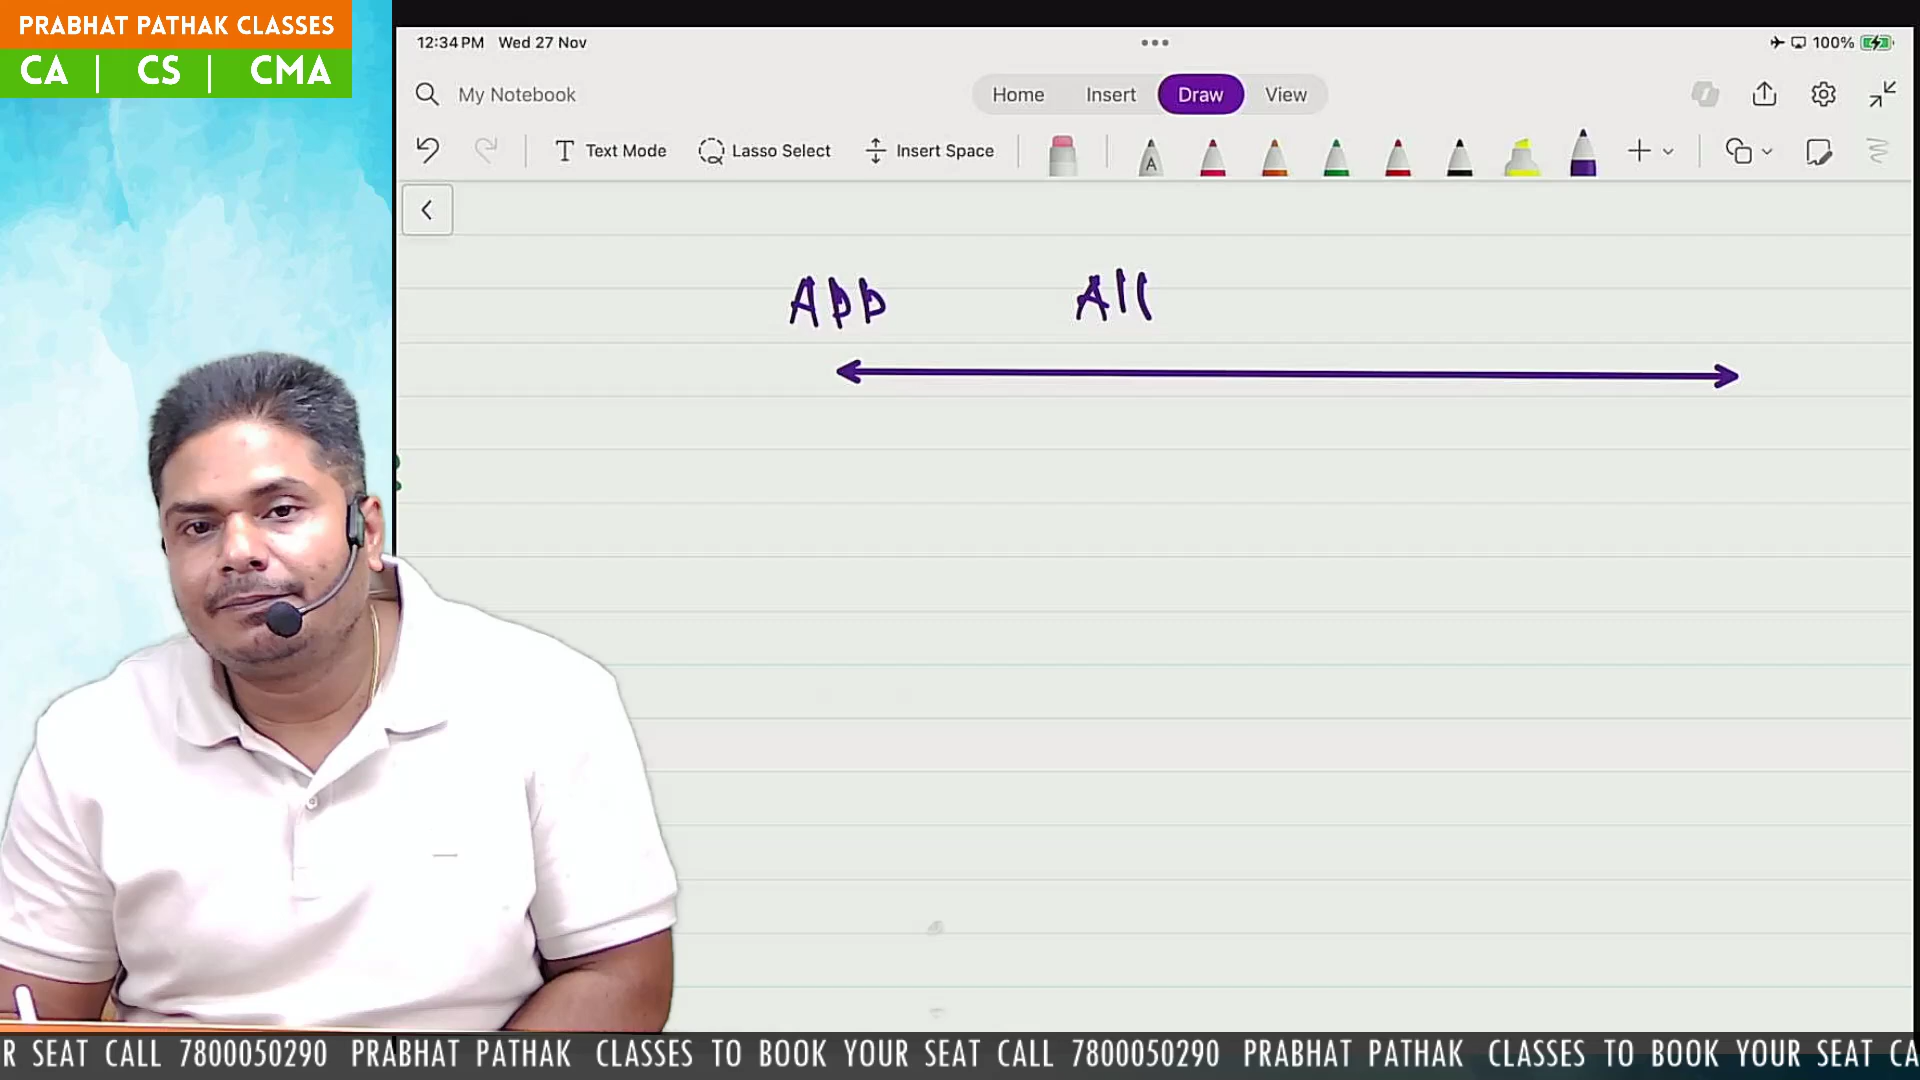 PRABHAT PATHAK CLASSES
CA | CS | CMA
12:34 PM Wed 27 Nov
100%
My Notebook
Home Insert Draw View
Text Mode Lasso Select Insert Space
A
App All
R SEAT CALL 7800050290 PRABHAT PATHAK CLASSES TO BOOK YOUR SEAT CALL 7800050290 PRABHAT PATHAK CLASSES TO BOOK YOUR SEAT CA